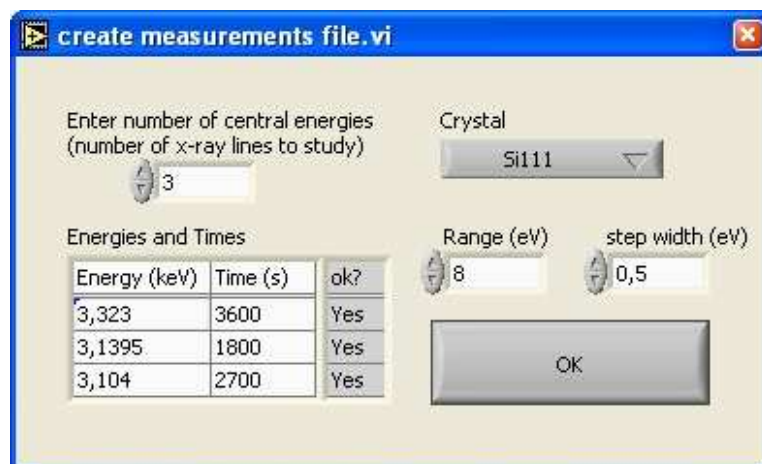 create measurements file.vi
Enter number of central energies
(number of x-ray lines to study)
3
Crystal
Si111
Energies and Times
Energy (keV) Time (s) ok?
3,323 3600 Yes
3,1395 1800 Yes
3,104 2700 Yes
Range (eV) step width (eV)
8 0,5
OK